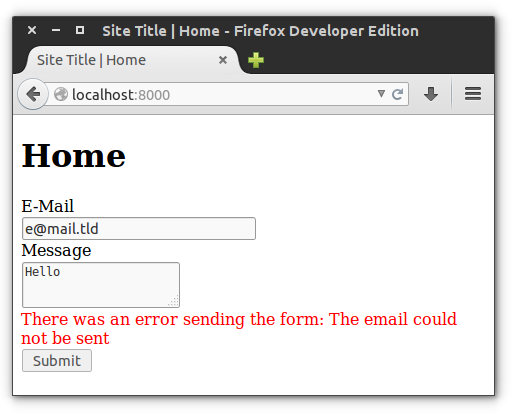 Site Title | Home - Firefox Developer Edition
Site Title | Home
localhost:8000
Home
E-Mail
e@mail.tld
Message
Hello
There was an error sending the form: The email could
not be sent
Submit